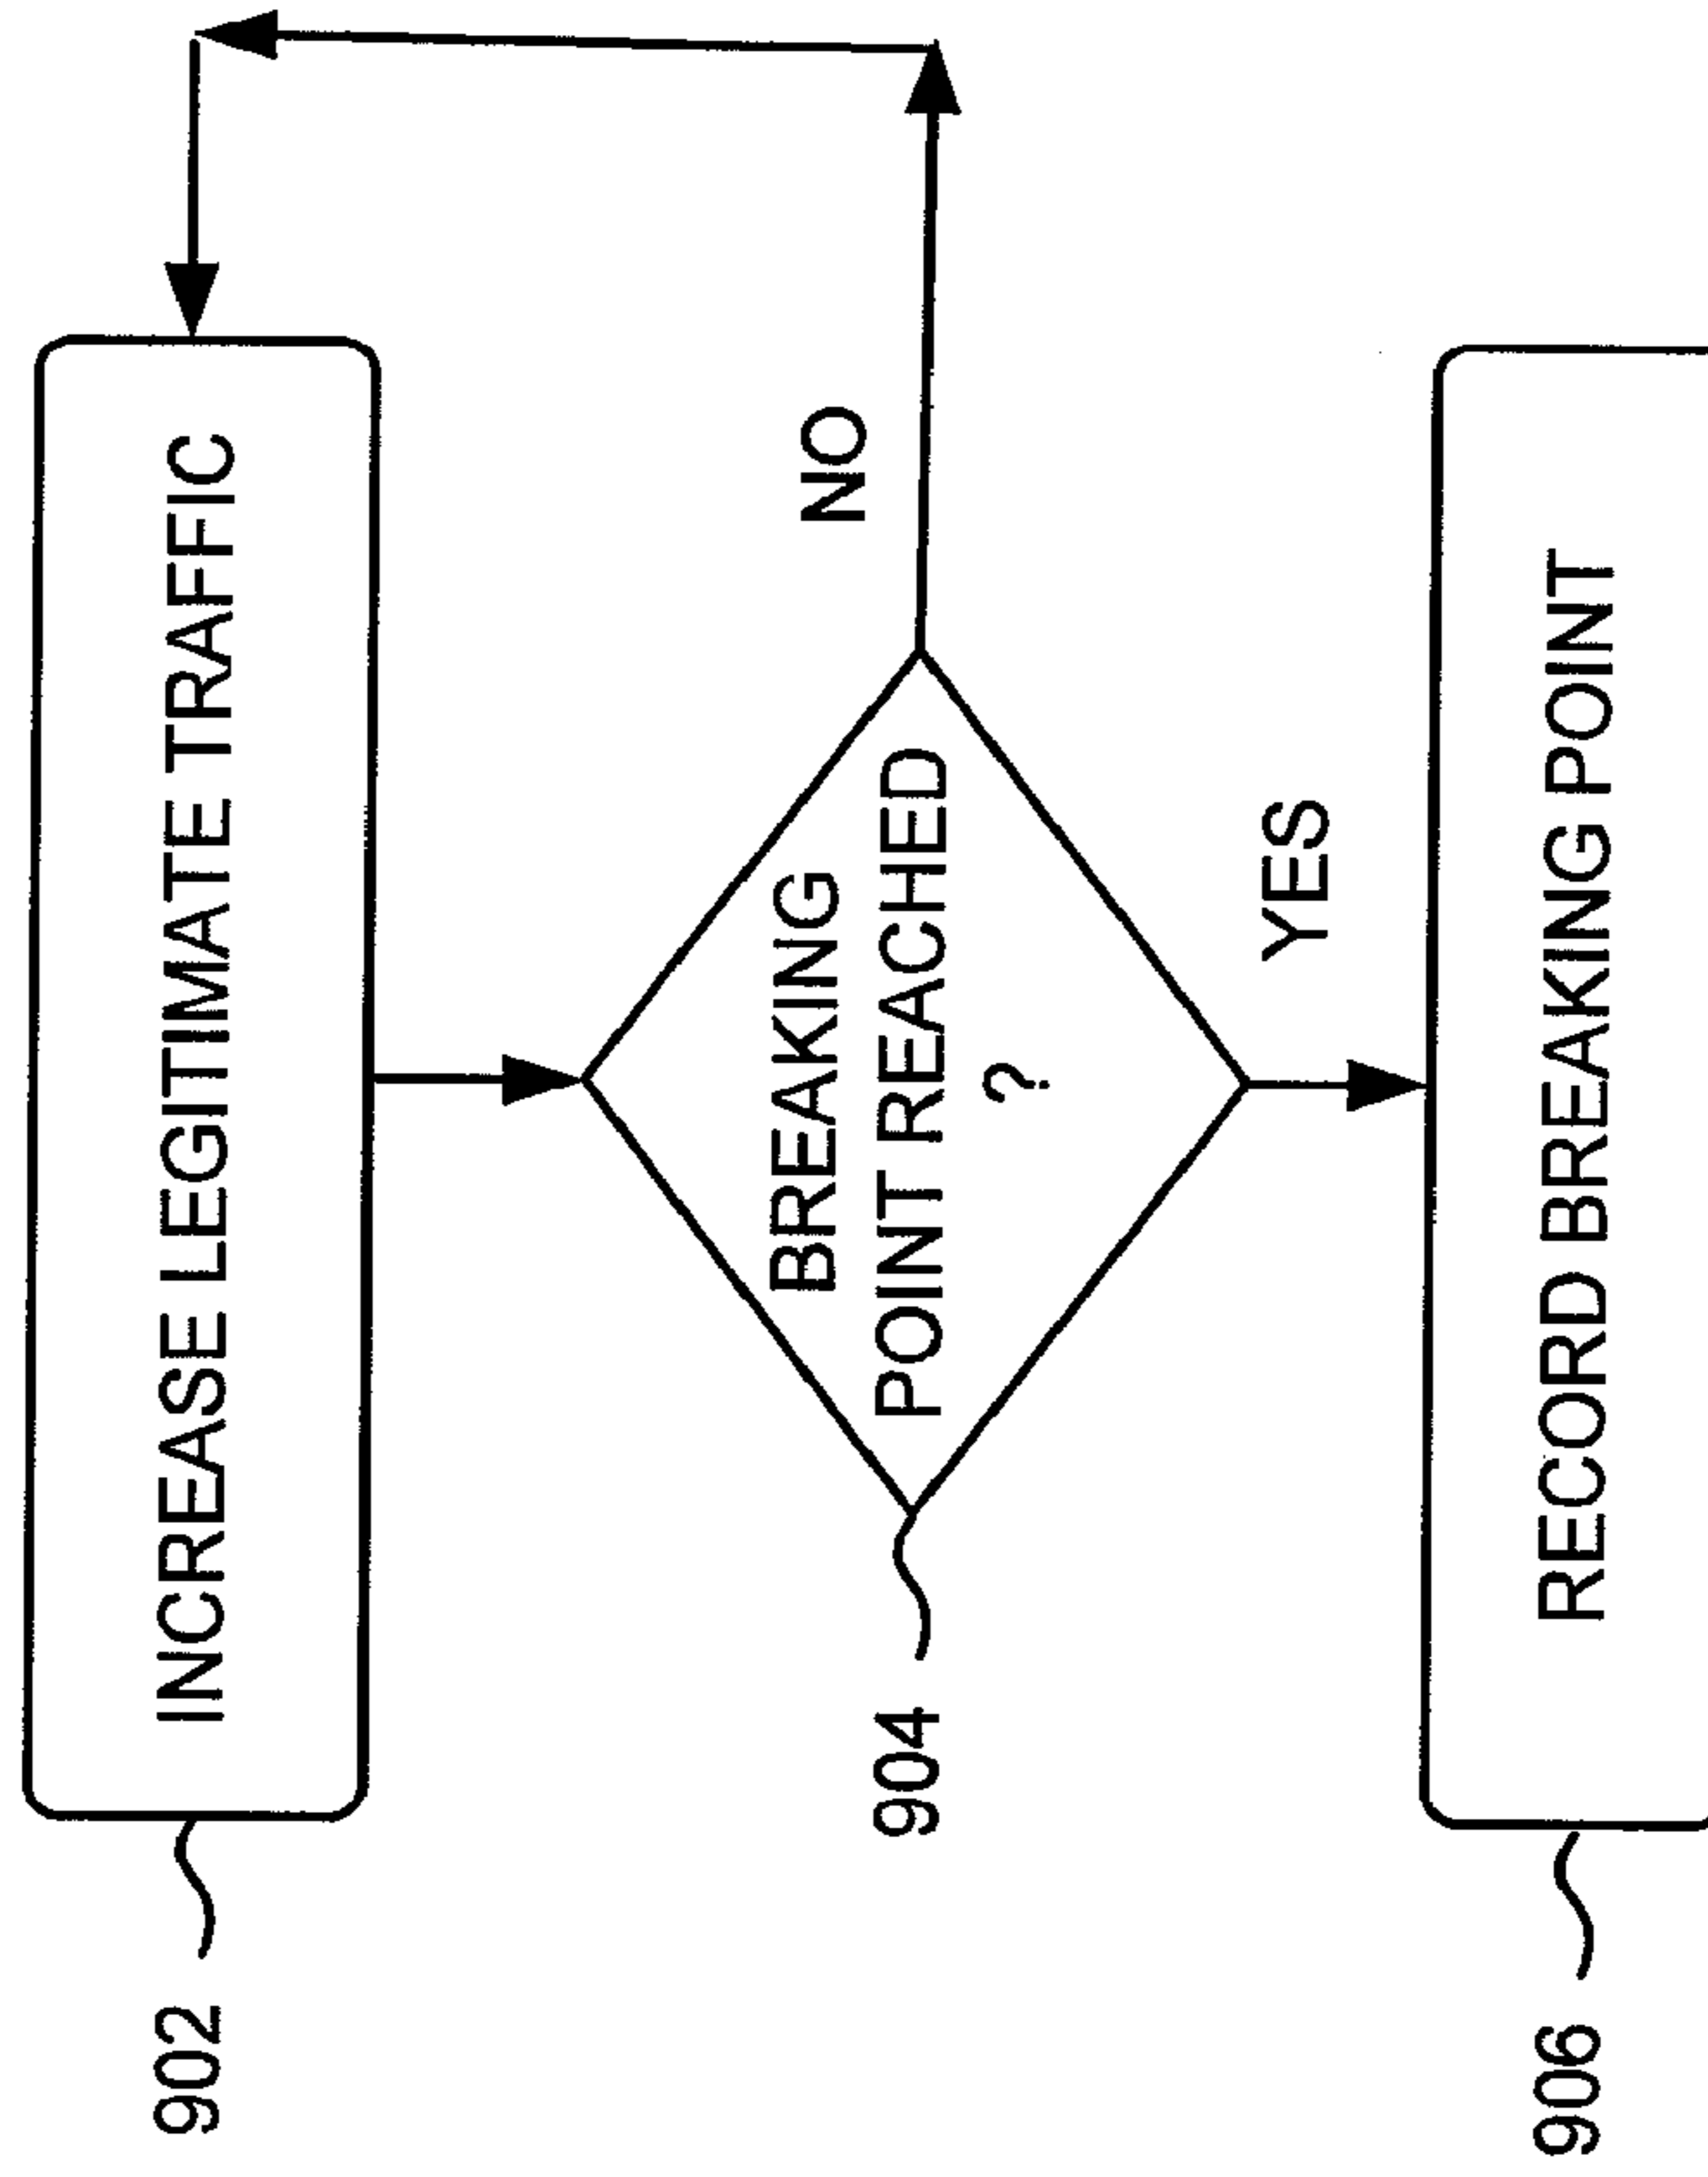 902
INCREASE LEGITIMATE TRAFFIC
904
BREAKING
POINT REACHED
?
NO
YES
906
RECORD BREAKING POINT